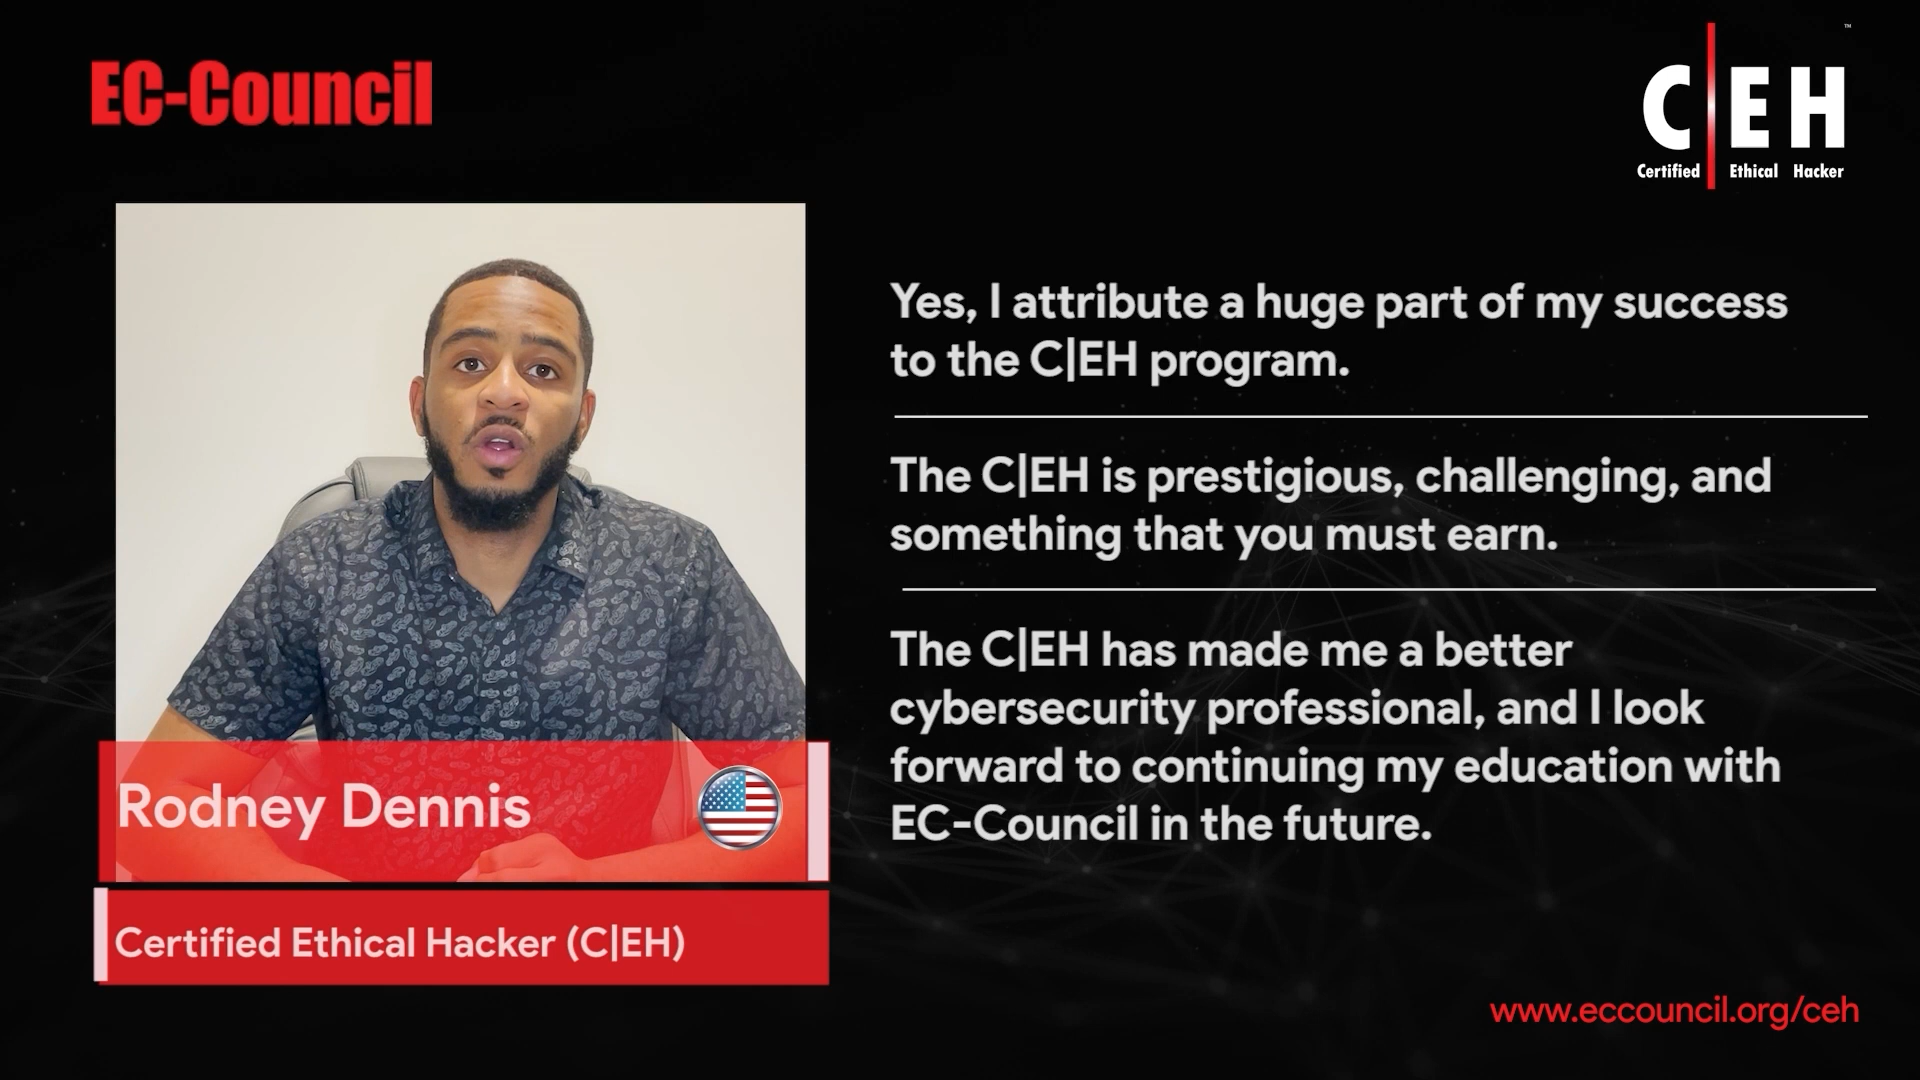 EC-Council
™
C|EH
Certified Ethical Hacker
Yes, I attribute a huge part of my success
to the C|EH program.
The C|EH is prestigious, challenging, and
something that you must earn.
The C|EH has made me a better
cybersecurity professional, and I look
forward to continuing my education with
EC-Council in the future.
Rodney Dennis
Certified Ethical Hacker (C|EH)
www.eccouncil.org/ceh